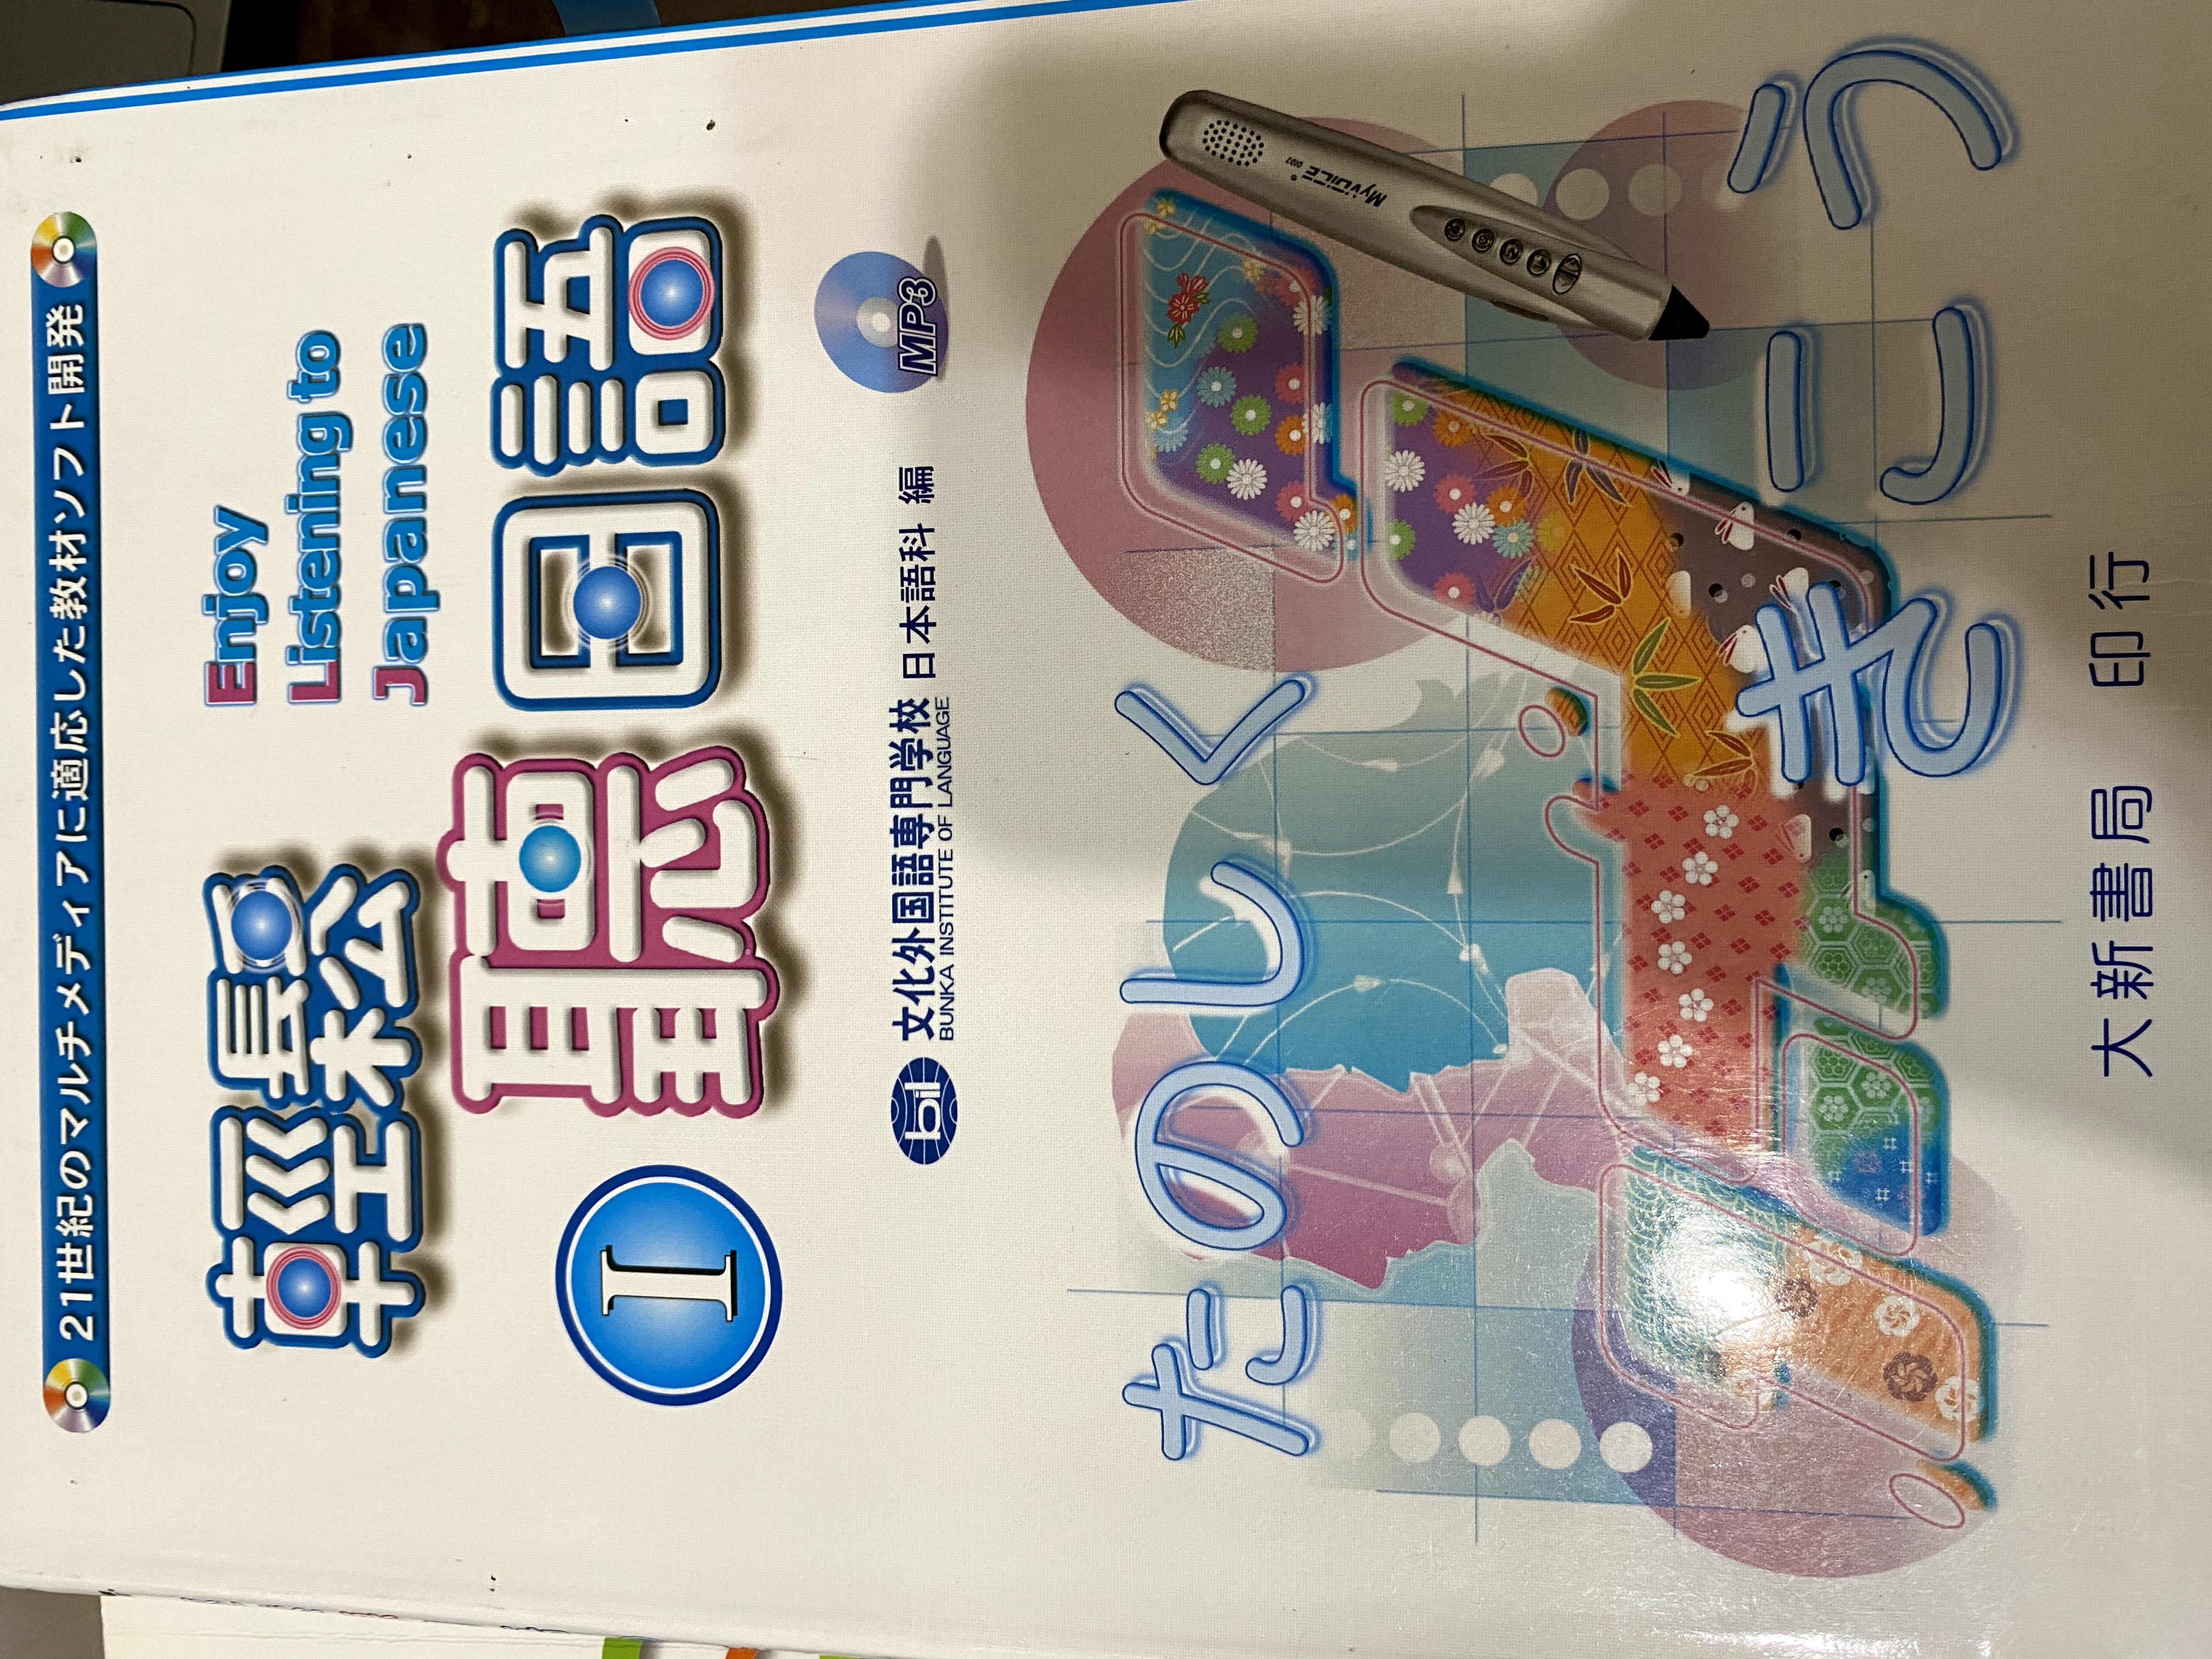 21世紀のマルチメディアに適応した教材ソフト開発
輕鬆
Enjoy
Listening to
Japanese
I 聽日語
bil 文化外国語専門学校 日本語科 編
BUNKA INSTITUTE OF LANGUAGE
MP3
たのしく
MyVOICE
きこう
大新書局 印行